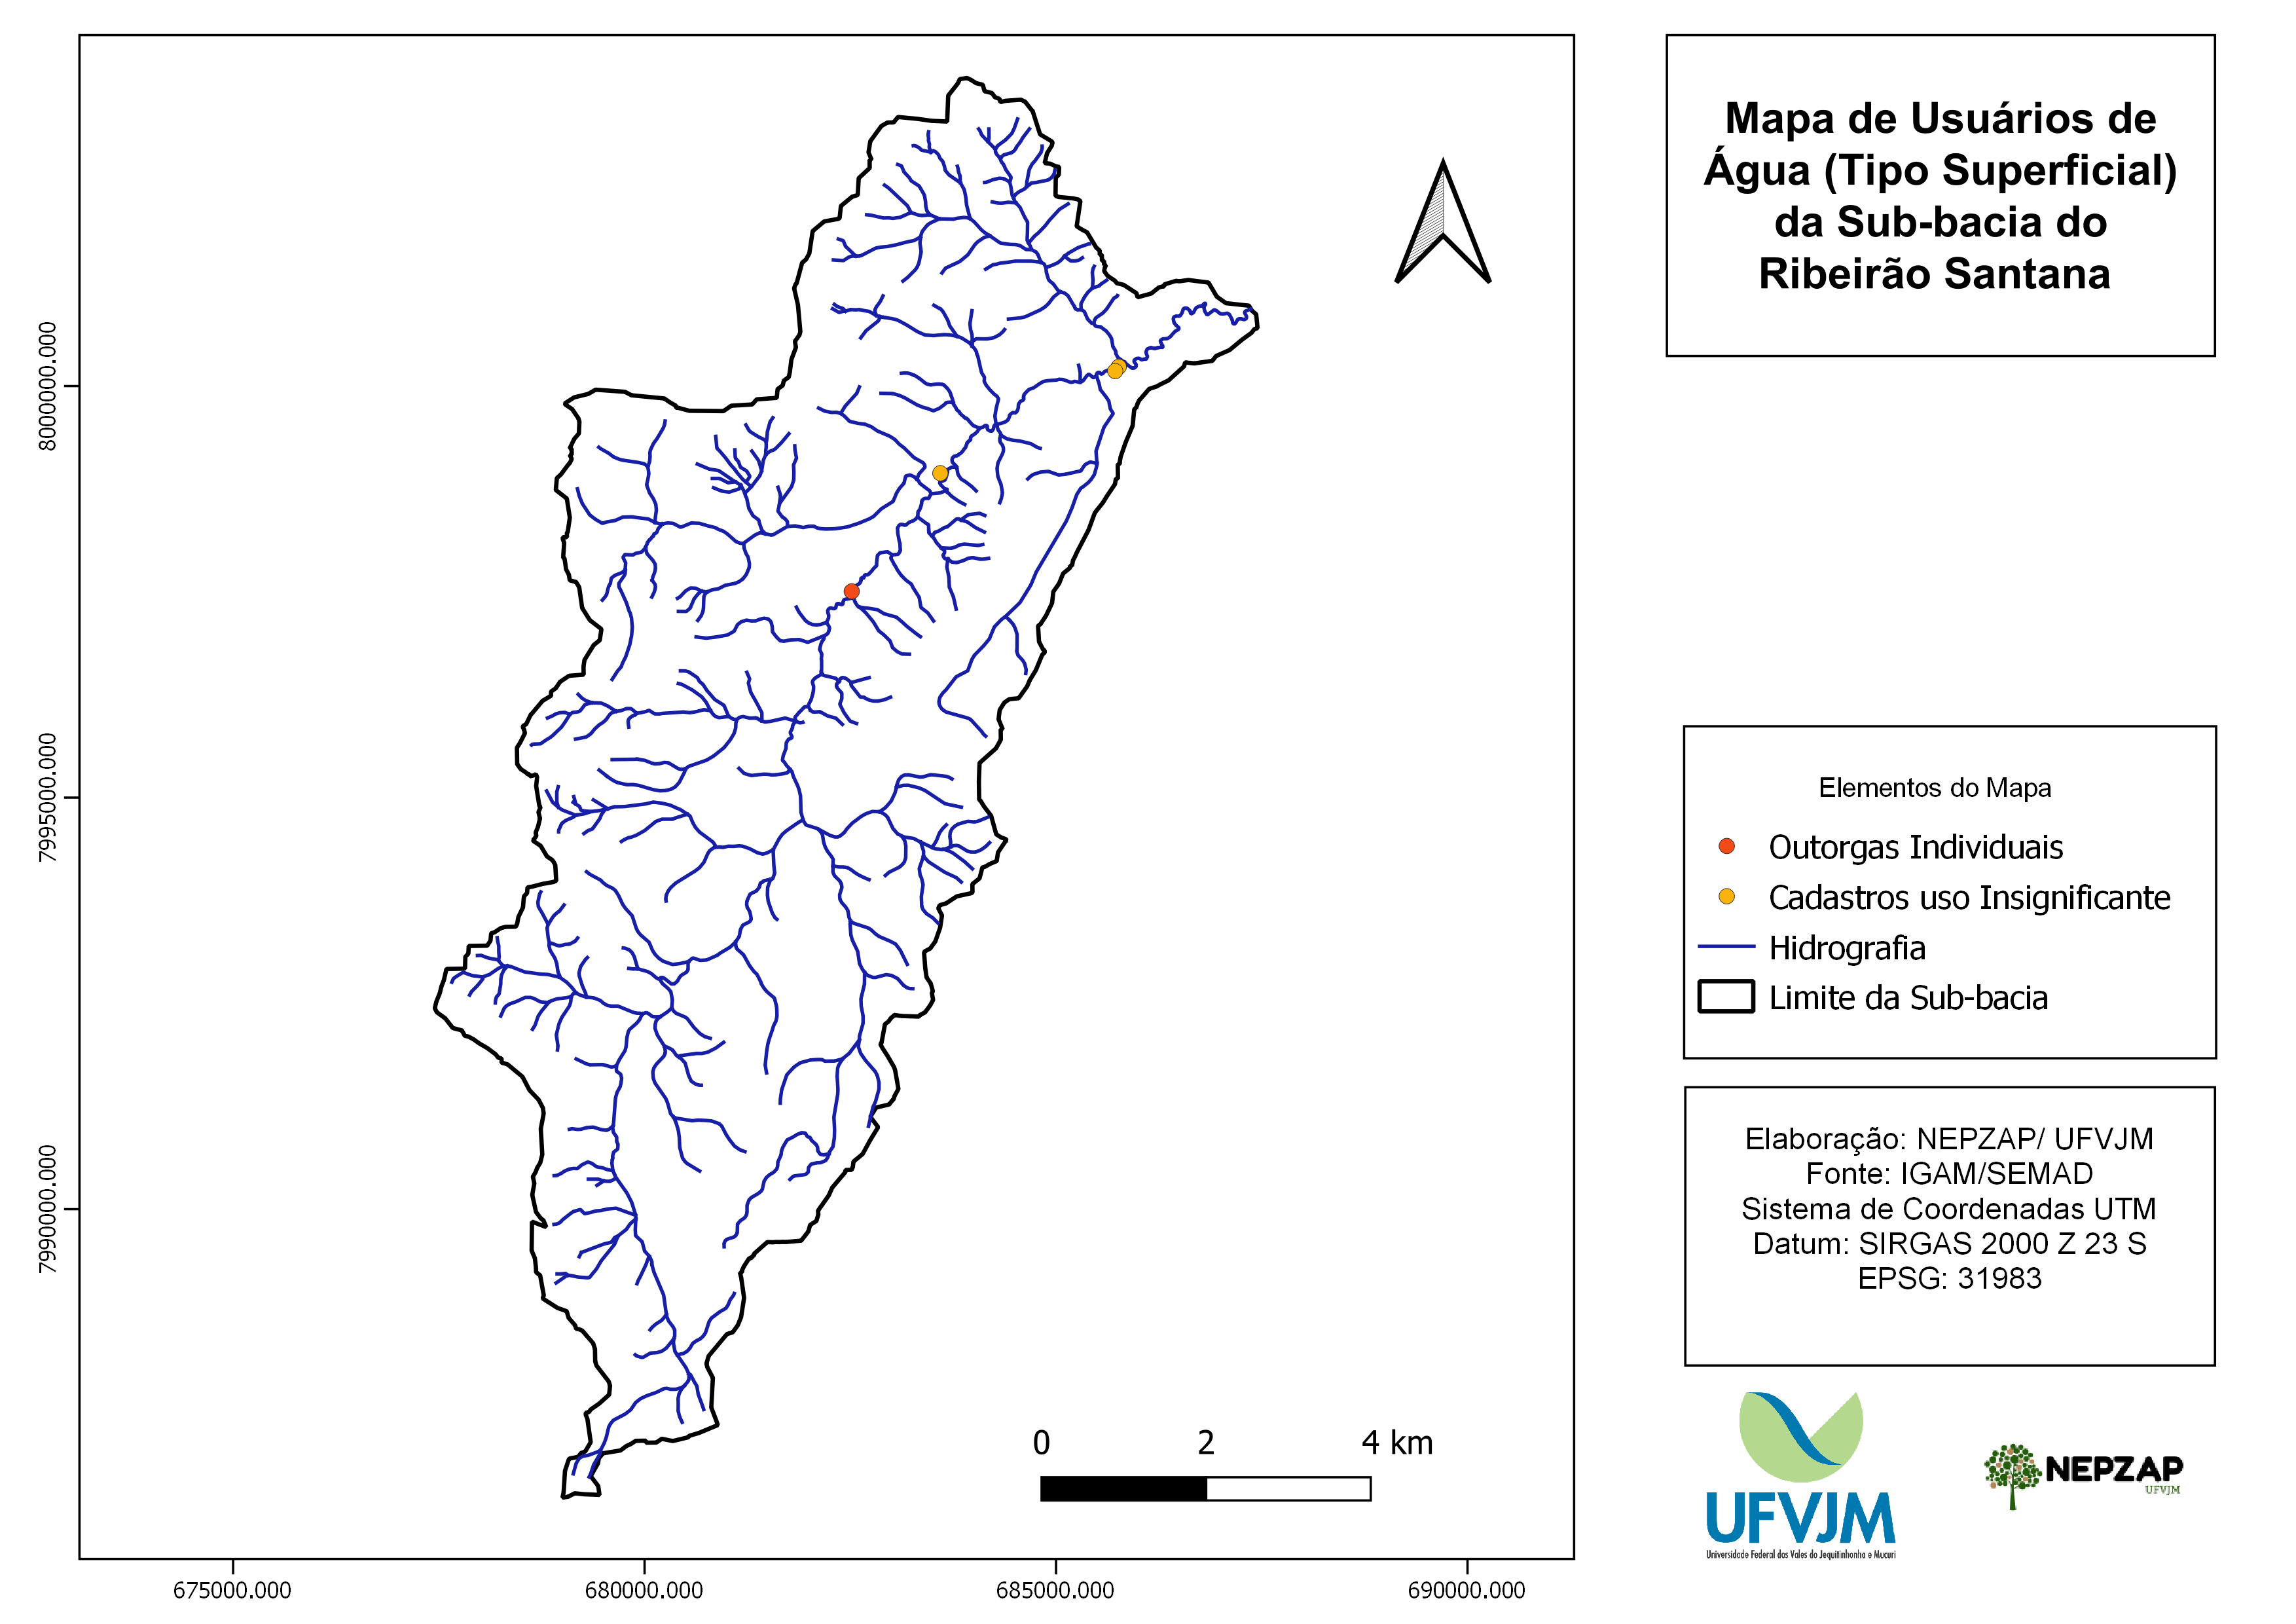 Mapa de Usuários de
Água (Tipo Superficial)
da Sub-bacia do
Ribeirão Santana
8000000.000
7995000.000
7990000.000
675000.000
680000.000
685000.000
690000.000
0 2 4 km
Elementos do Mapa
Outorgas Individuais
Cadastros uso Insignificante
Hidrografia
Limite da Sub-bacia
Elaboração: NEPZAP/ UFVJM
Fonte: IGAM/SEMAD
Sistema de Coordenadas UTM
Datum: SIRGAS 2000 Z 23 S
EPSG: 31983
UFVJM
Universidade Federal dos Vales do Jequitinhonha e Mucuri
NEPZAP
UFVJM